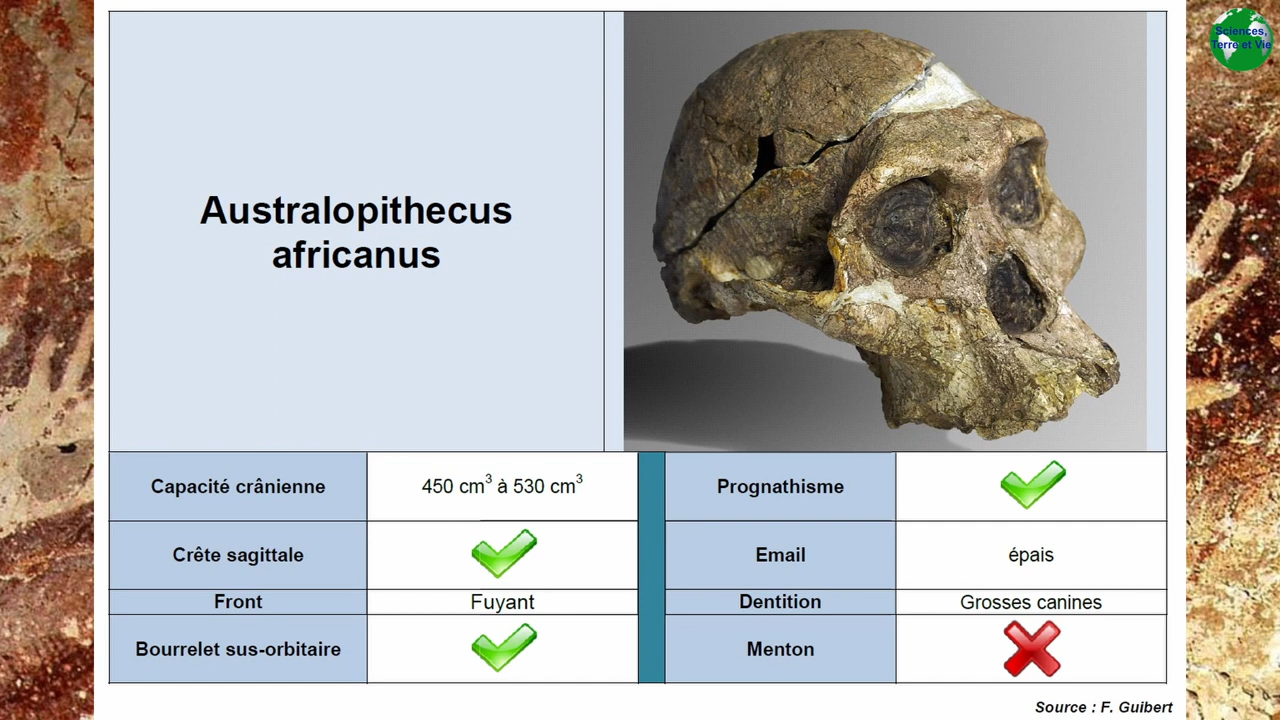 Sciences,
Terre et Vie
Australopithecus
africanus
Capacité crânienne
450 cm³ à 530 cm³
Prognathisme
Crête sagittale
Email
épais
Front
Fuyant
Dentition
Grosses canines
Bourrelet sus-orbitaire
Menton
Source : F. Guibert